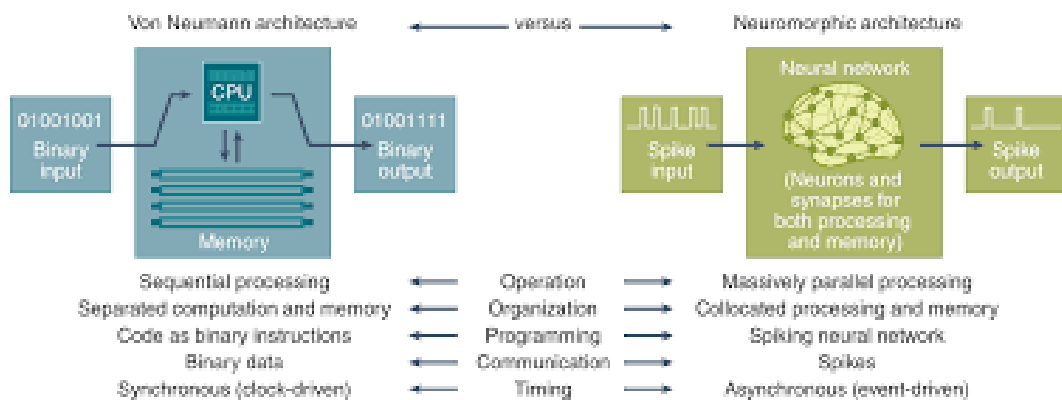 Von Neumann architecture versus Neuromorphic architecture
01001001
Binary
input
CPU
Memory
01001111
Binary
output
Spike
input
Neural network
(Neurons and
synapses for
both processing
and memory)
Spike
output
Sequential processing Operation Massively parallel processing
Separated computation and memory Organization Collocated processing and memory
Code as binary instructions Programming Spiking neural network
Binary data Communication Spikes
Synchronous (clock-driven) Timing Asynchronous (event-driven)